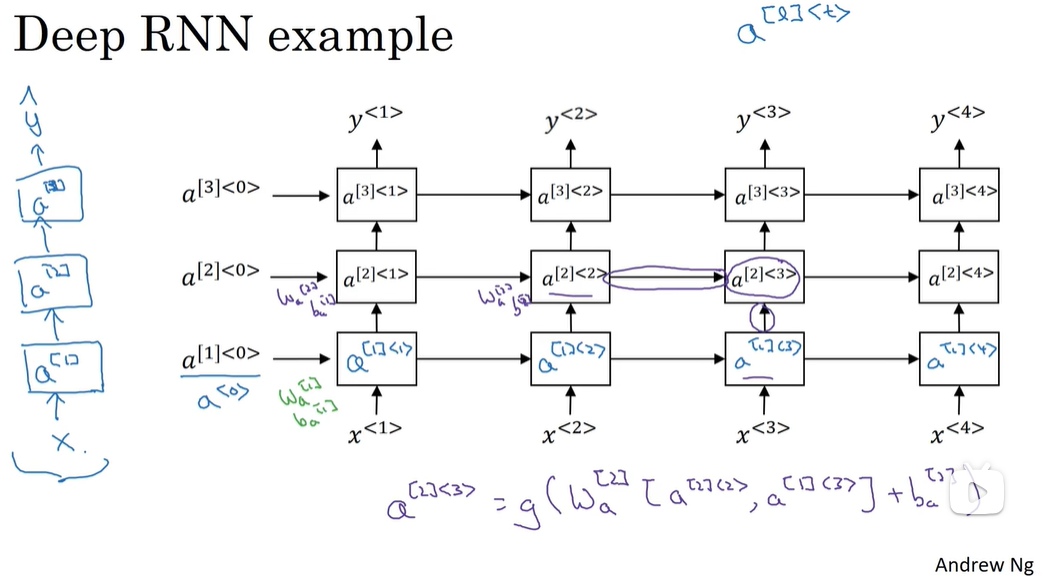 Deep RNN example
a^{[l]<t>}
ŷ
y^{<1>} y^{<2>} y^{<3>} y^{<4>}
a^{[3]} a^{[3]<0>} a^{[3]<1>} a^{[3]<2>} a^{[3]<3>} a^{[3]<4>}
a^{[2]} a^{[2]<0>} a^{[2]<1>} a^{[2]<2>} a^{[2]<3>} a^{[2]<4>}
W_a^{[2]} W_a^{[2]}
b_a^{[2]} b^{[2]}
a^{[1]} a^{[1]<0>} a^{[1]<1>} a^{[1]<2>} a^{[1]<3>} a^{[1]<4>}
a^{<0>} W_a^{[1]}
b_a^{[1]}
x. x^{<1>} x^{<2>} x^{<3>} x^{<4>}
a^{[2]<3>} = g(W_a^{[2]} [a^{[2]<2>}, a^{[1]<3>}] + b_a^{[2]})
Andrew Ng